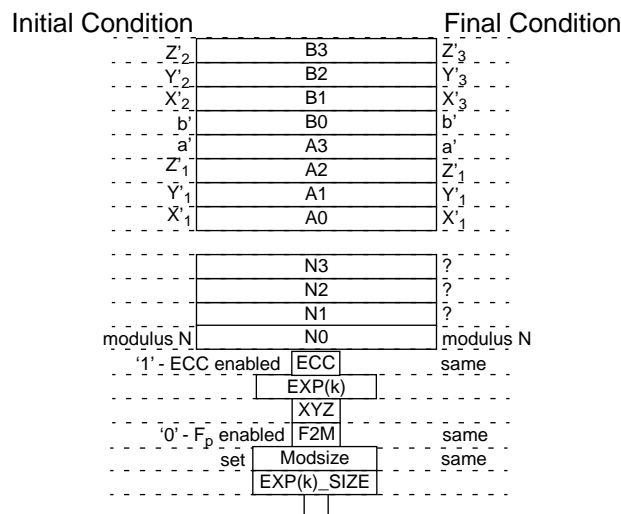 Initial Condition Final Condition
Z'2 B3 Z'3
Y'2 B2 Y'3
X'2 B1 X'3
b' B0 b'
a' A3 a'
Z'1 A2 Z'1
Y'1 A1 Y'1
X'1 A0 X'1
N3 ?
N2 ?
N1 ?
modulus N N0 modulus N
‘1’ - ECC enabled ECC same
EXP(k)
XYZ
‘0’ - Fp enabled F2M same
set Modsize same
EXP(k)_SIZE